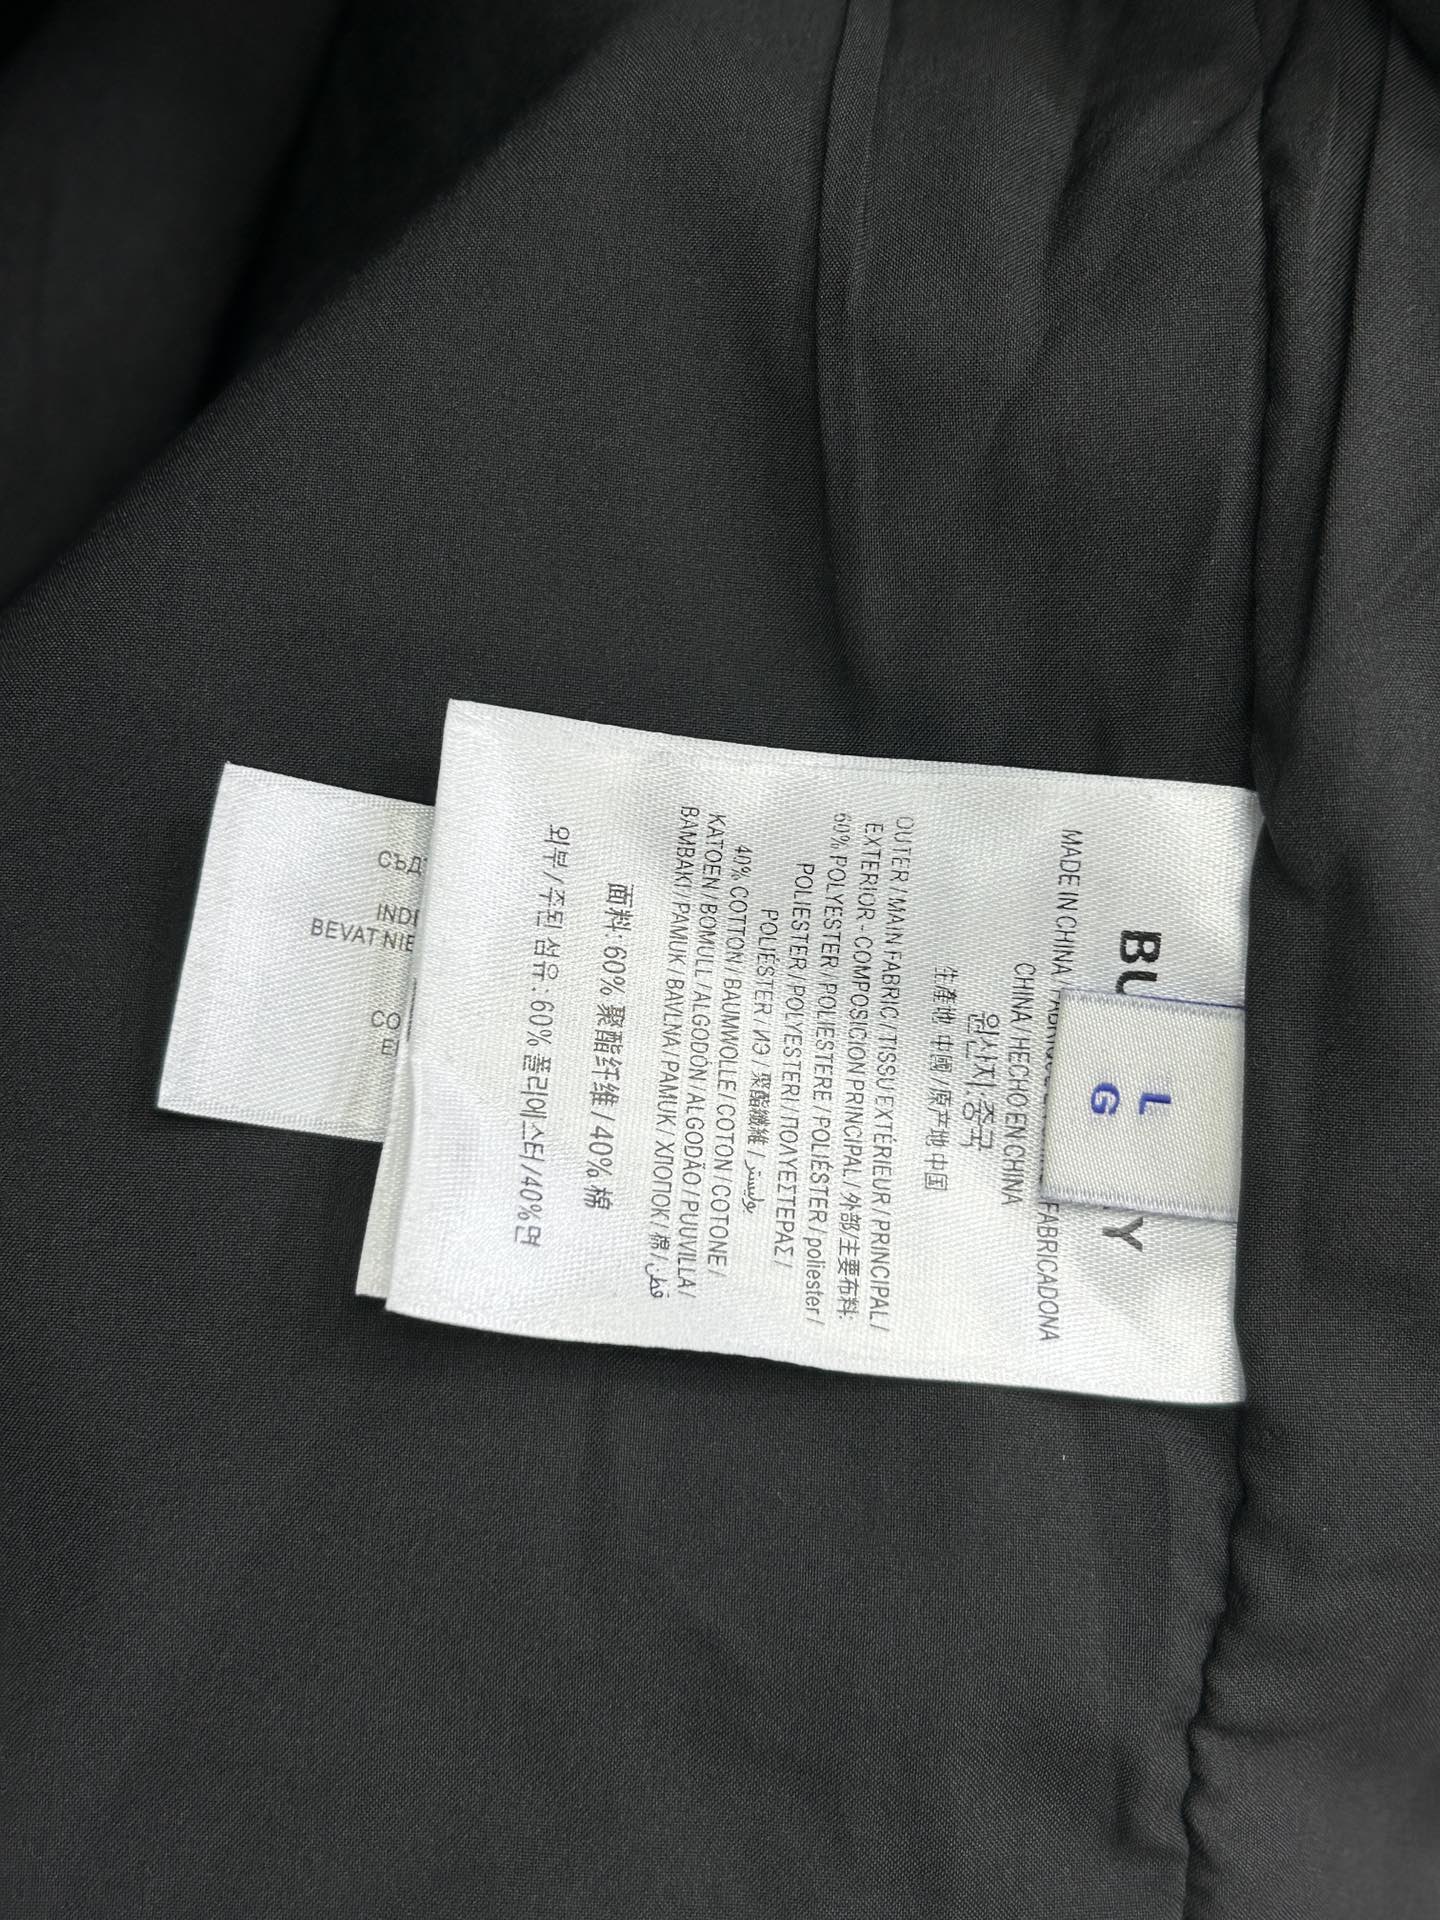 BU
Y
L
G
MADE IN CHINA / FABRIQUÉ
FABRICADO NA
CHINA / HECHO EN CHINA
원산지:중국
生產地 中國 / 原产地 中国
OUTER / MAIN FABRIC / TISSU EXTÉRIEUR / PRINCIPAL /
EXTERIOR - COMPOSICION PRINCIPAL / 外部/主要布料:
60% POLYESTER / POLIESTERE / POLIÉSTER / poliester /
POLIESTER / POLYESTERI / ΠΟΛΥΕΣΤΕΡΑΣ /
POLIÉSTER / ИЭ / 聚酯纖維 / بوليستر
40% COTTON / BAUMWOLLE / COTON / COTONE /
KATOEN / BOMULL / ALGODÓN / ALGODÃO / PUUVILLA /
BAMBAKI / PAMUK / BAVLNA / PAMUK / ХЛОПОК / 棉 / قطن
面料: 60% 聚酯纤维 / 40% 棉
외부/주된 섬유 : 60% 폴리에스터/40%면
СЪД
INDI
BEVAT NIE
CO